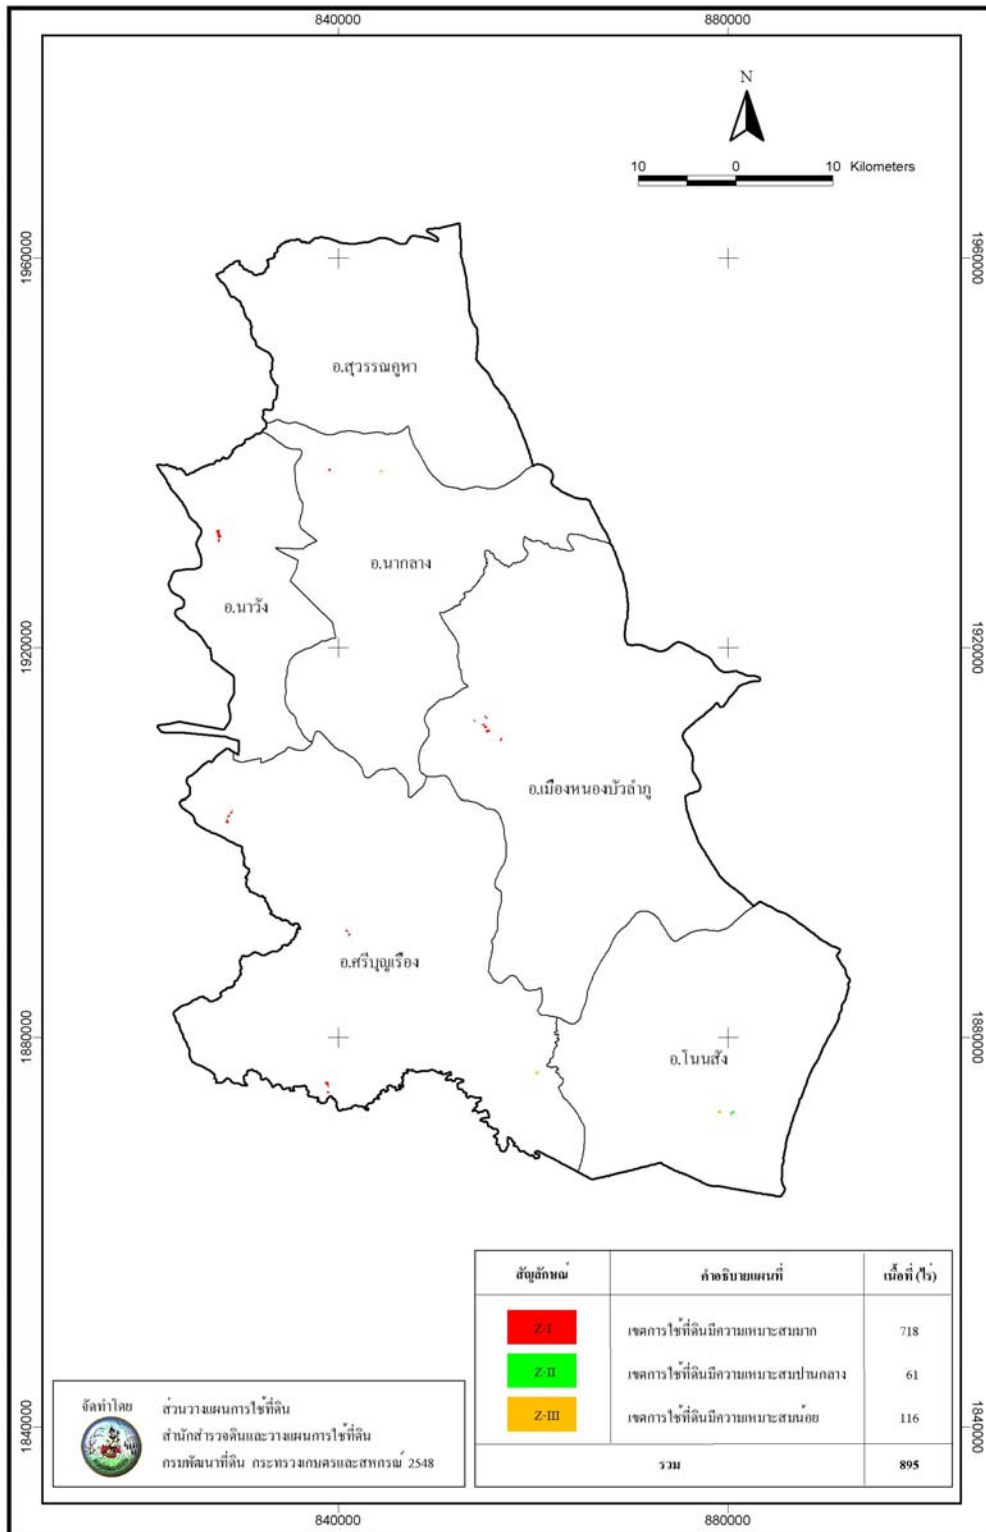 840000 880000
N
10 0 10 Kilometers
1960000 1960000
อ.สุวรรณคูหา
อ.นากลาง
อ.นาวัง
1920000 1920000
อ.เมืองหนองบัวลำภู
อ.ศรีบุญเรือง
1880000 1880000
อ.โนนสัง
สัญลักษณ์ คำอธิบายแผนที่ เนื้อที่ (ไร่)
Z-I เขตการใช้ที่ดินมีความเหมาะสมมาก 718
Z-II เขตการใช้ที่ดินมีความเหมาะสมปานกลาง 61
Z-III เขตการใช้ที่ดินมีความเหมาะสมน้อย 116
รวม 895
จัดทำโดย ส่วนวางแผนการใช้ที่ดิน
สำนักสำรวจดินและวางแผนการใช้ที่ดิน
กรมพัฒนาที่ดิน กระทรวงเกษตรและสหกรณ์ 2548
1840000 1840000
840000 880000